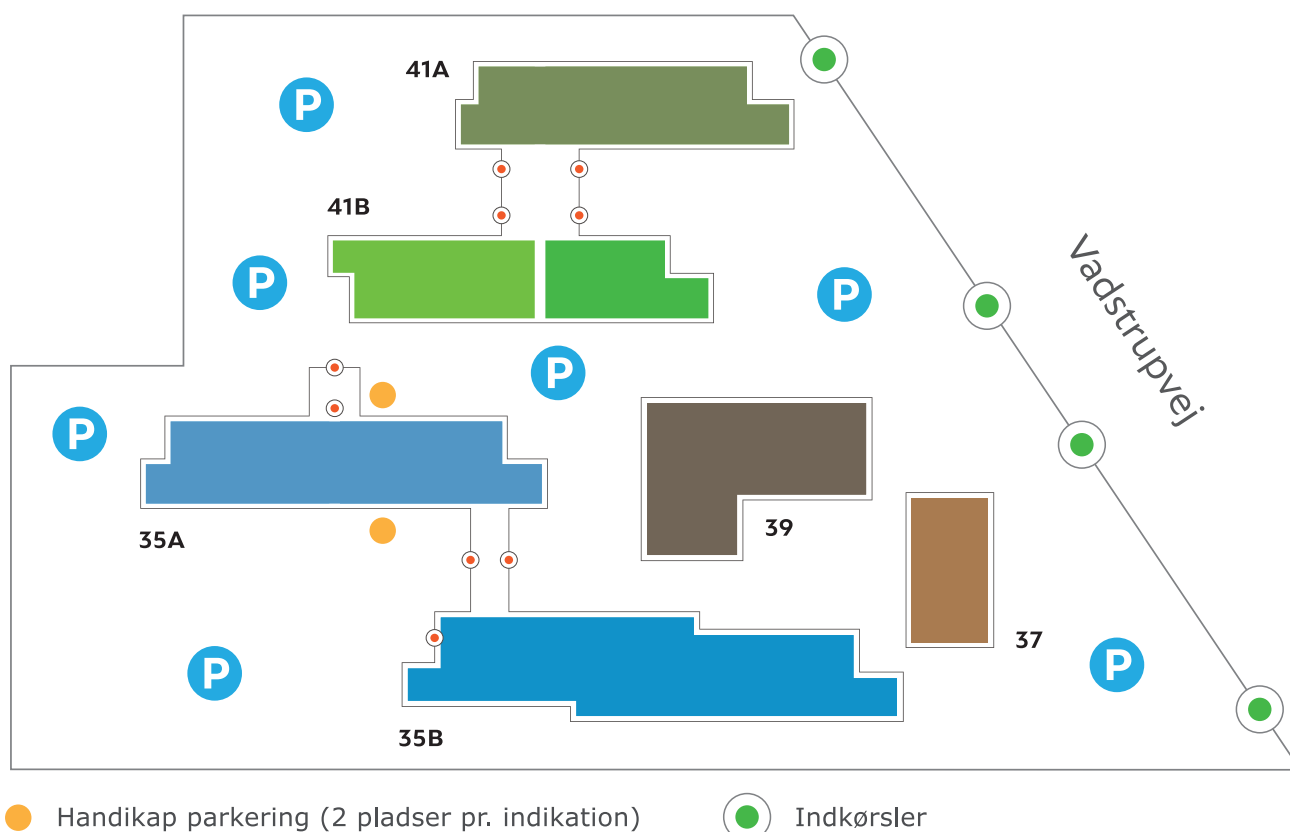 41A
P
41B
P
P
Vadstrupvej
P
P
35A
39
37
P
P
35B
Handikap parkering (2 pladser pr. indikation)
Indkørsler